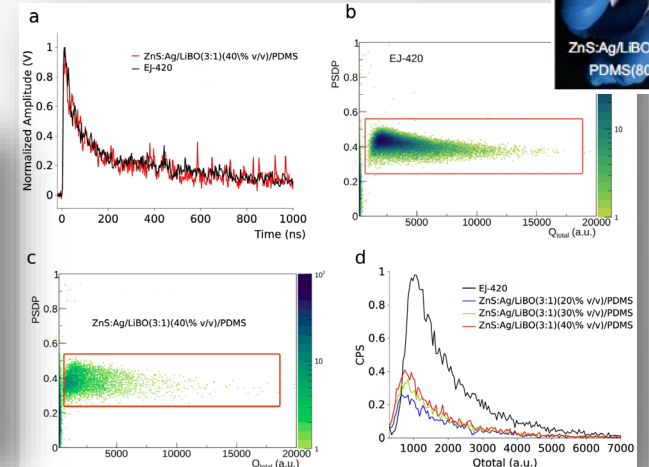 a
ZnS:Ag/LiBO(3:1)(40\% v/v)/PDMS
EJ-420
Normalized Amplitude (V)
1
0.8
0.6
0.4
0.2
0
0 200 400 600 800 1000
Time (ns)
b
EJ-420
PSDP
1
0.8
0.6
0.4
0.2
0
5000 10000 15000 20000
Qtotal (a.u.)
10
1
ZnS:Ag/LiBO
PDMS(80
c
ZnS:Ag/LiBO(3:1)(40\% v/v)/PDMS
PSDP
1
0.8
0.6
0.4
0.2
0
5000 10000 15000 20000
Qtotal (a.u.)
10²
10
1
d
EJ-420
ZnS:Ag/LiBO(3:1)(20\% v/v)/PDMS
ZnS:Ag/LiBO(3:1)(30\% v/v)/PDMS
ZnS:Ag/LiBO(3:1)(40\% v/v)/PDMS
CPS
1
0.8
0.6
0.4
0.2
0
1000 2000 3000 4000 5000 6000 7000
Qtotal (a.u.)